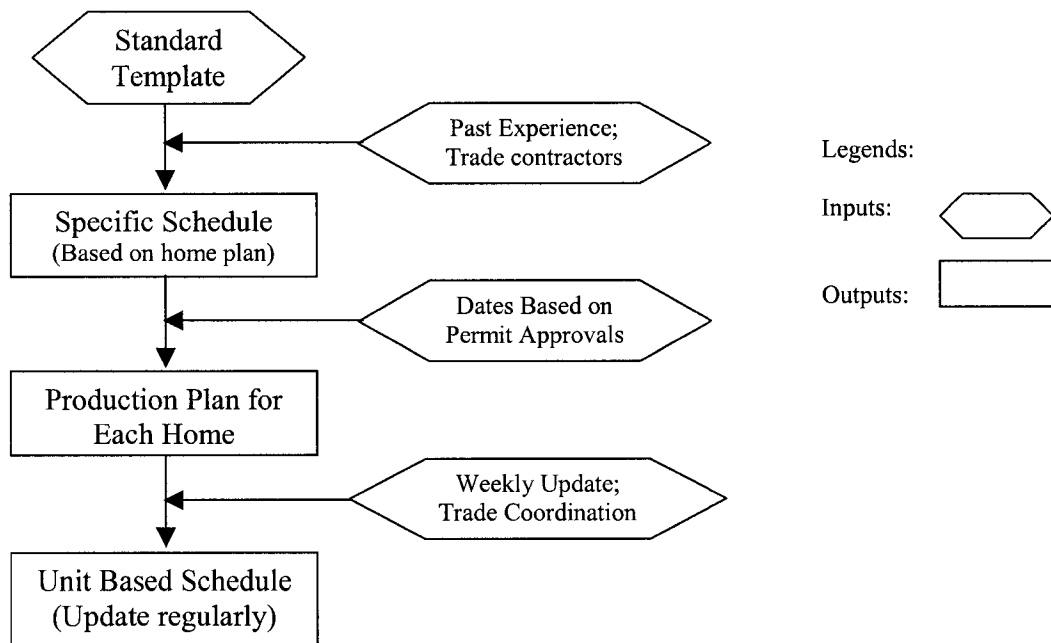 Standard
Template
Past Experience;
Trade contractors
Legends:
Inputs:
Specific Schedule
(Based on home plan)
Outputs:
Dates Based on
Permit Approvals
Production Plan for
Each Home
Weekly Update;
Trade Coordination
Unit Based Schedule
(Update regularly)